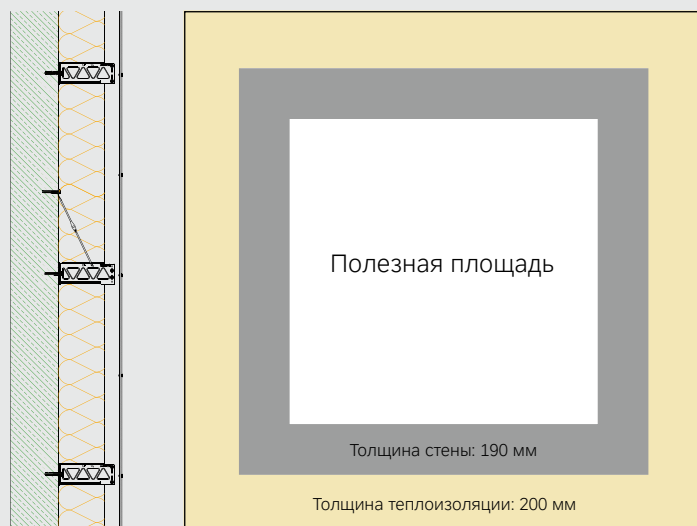 Полезная площадь
Толщина стены: 190 мм
Толщина теплоизоляции: 200 мм